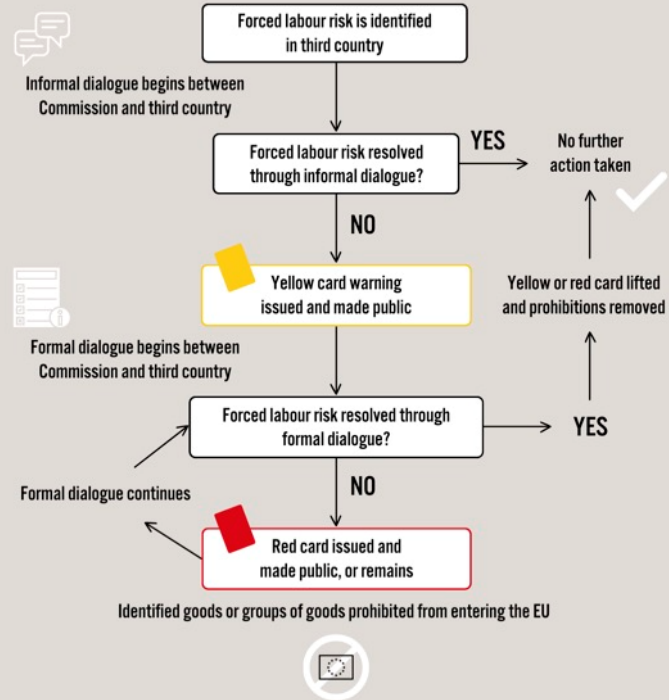 Forced labour risk is identified
in third country
Informal dialogue begins between
Commission and third country
Forced labour risk resolved
through informal dialogue?
YES
No further
action taken
NO
Yellow card warning
issued and made public
Yellow or red card lifted
and prohibitions removed
Formal dialogue begins between
Commission and third country
Forced labour risk resolved through
formal dialogue?
YES
NO
Formal dialogue continues
Red card issued and
made public, or remains
Identified goods or groups of goods prohibited from entering the EU